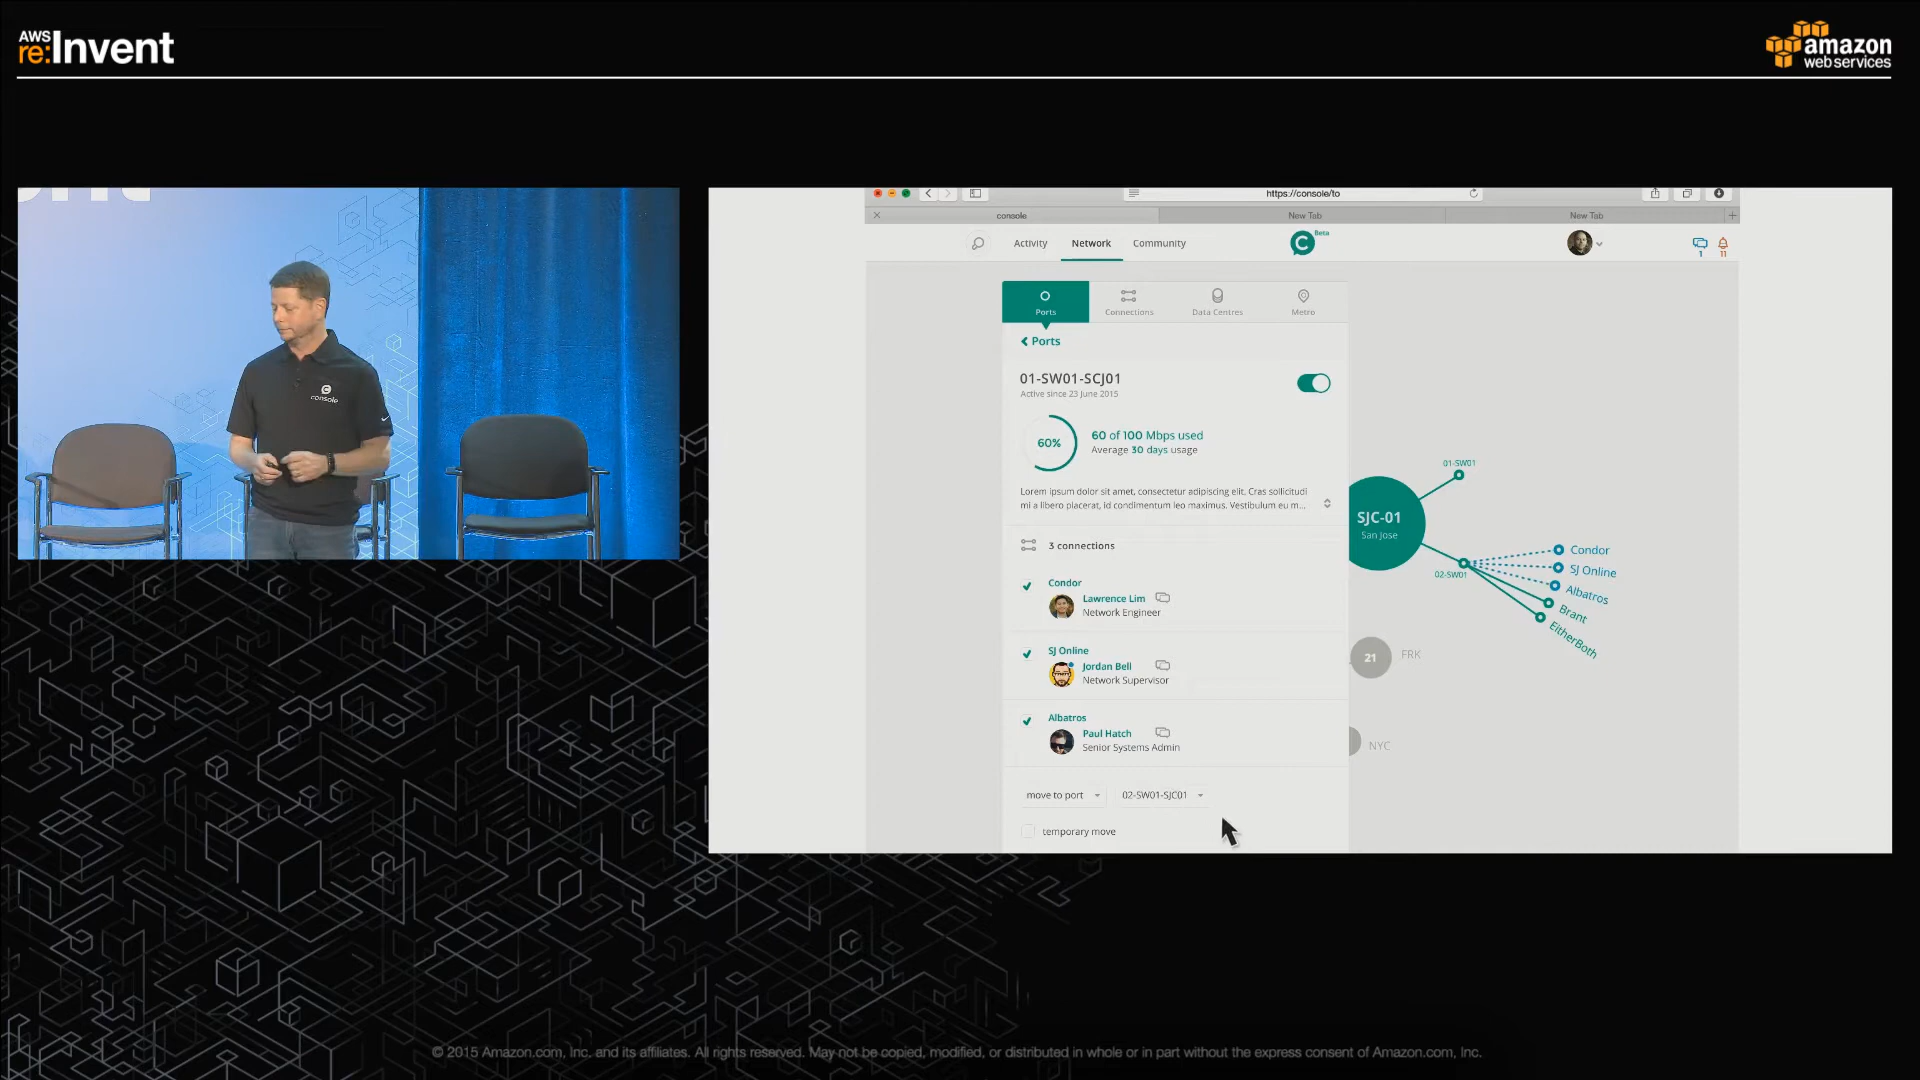 AWS
re:Invent
amazon
web services
console
https://console/to
console
New Tab
New Tab
Activity
Network
Community
C
Beta
1
11
Ports
Connections
Data Centres
Metro
Ports
01-SW01-SCJ01
Active since 23 June 2015
60%
60 of 100 Mbps used
Average 30 days usage
Lorem ipsum dolor sit amet, consectetur adipiscing elit. Cras sollicitudi
mi a libero placerat, id condimentum leo maximus. Vestibulum eu m...
3 connections
Condor
Lawrence Lim
Network Engineer
SJ Online
Jordan Bell
Network Supervisor
Albatros
Paul Hatch
Senior Systems Admin
move to port
02-SW01-SJC01
temporary move
01-SW01
SJC-01
San Jose
02-SW01
Condor
SJ Online
Albatros
Brant
EitherBoth
21
FRK
NYC
© 2015 Amazon.com, Inc. and its affiliates. All rights reserved. May not be copied, modified, or distributed in whole or in part without the express consent of Amazon.com, Inc.